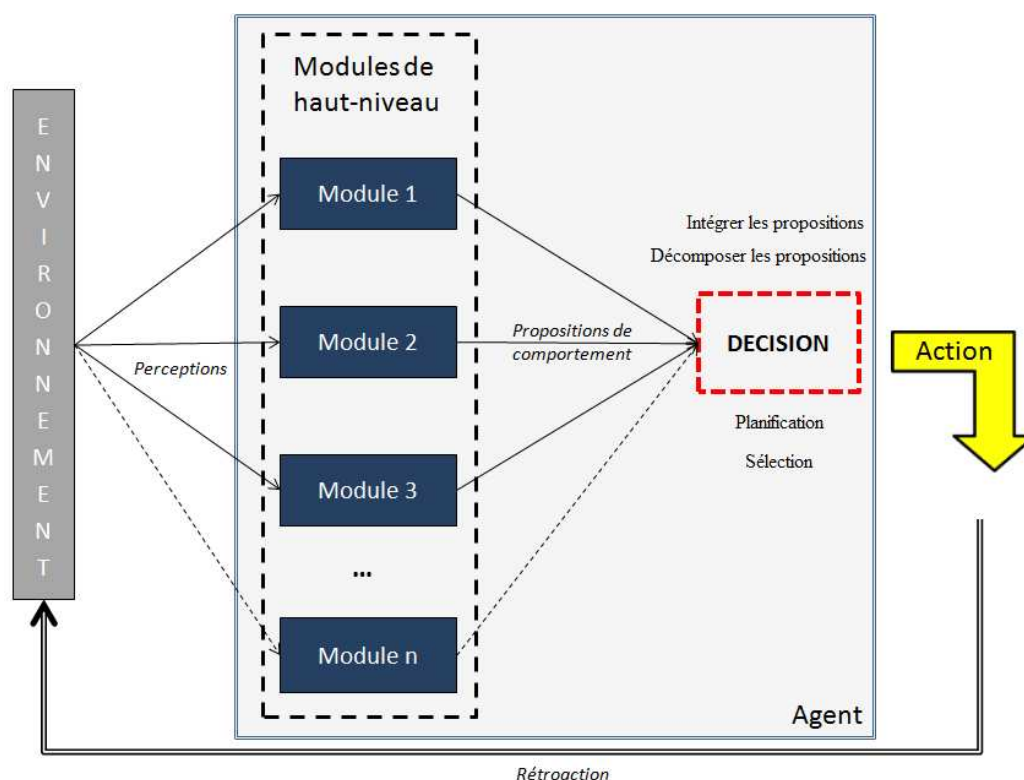 ENVIRONNEMENT
Modules de
haut-niveau
Module 1
Module 2
Module 3
...
Module n
Perceptions
Propositions de
comportement
Intégrer les propositions
Décomposer les propositions
DECISION
Planification
Sélection
Action
Agent
Rétroaction